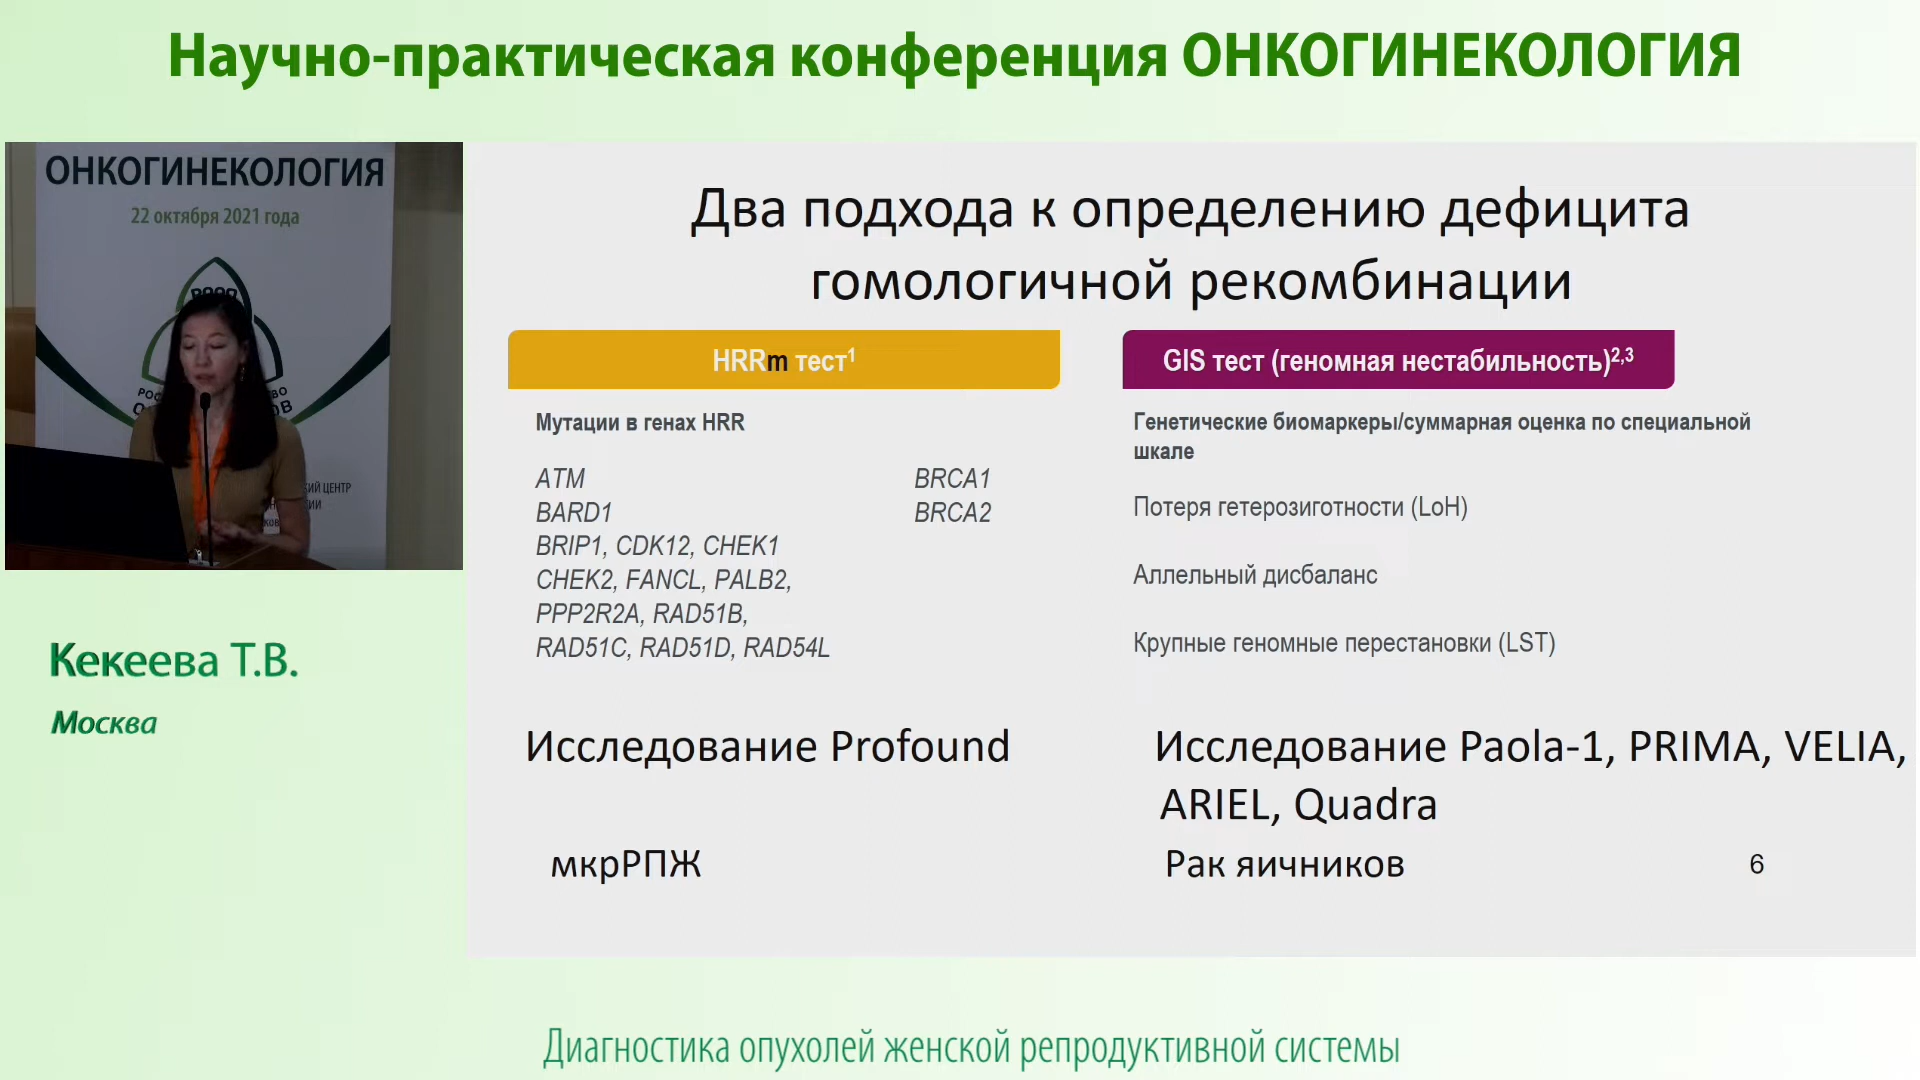 Научно-практическая конференция ОНКОГИНЕКОЛОГИЯ
ОНКОГИНЕКОЛОГИЯ
22 октября 2021 года
РООО
ИЙ ЦЕНТР
Кекеева Т.В.
Москва
Два подхода к определению дефицита
гомологичной рекомбинации
HRRm тест¹
Мутации в генах HRR
ATM
BARD1
BRIP1, CDK12, CHEK1
CHEK2, FANCL, PALB2,
PPP2R2A, RAD51B,
RAD51C, RAD51D, RAD54L
BRCA1
BRCA2
Исследование Profound
мкрРПЖ
GIS тест (геномная нестабильность)²,³
Генетические биомаркеры/суммарная оценка по специальной
шкале
Потеря гетерозиготности (LoH)
Аллельный дисбаланс
Крупные геномные перестановки (LST)
Исследование Paola-1, PRIMA, VELIA,
ARIEL, Quadra
Рак яичников
6
Диагностика опухолей женской репродуктивной системы